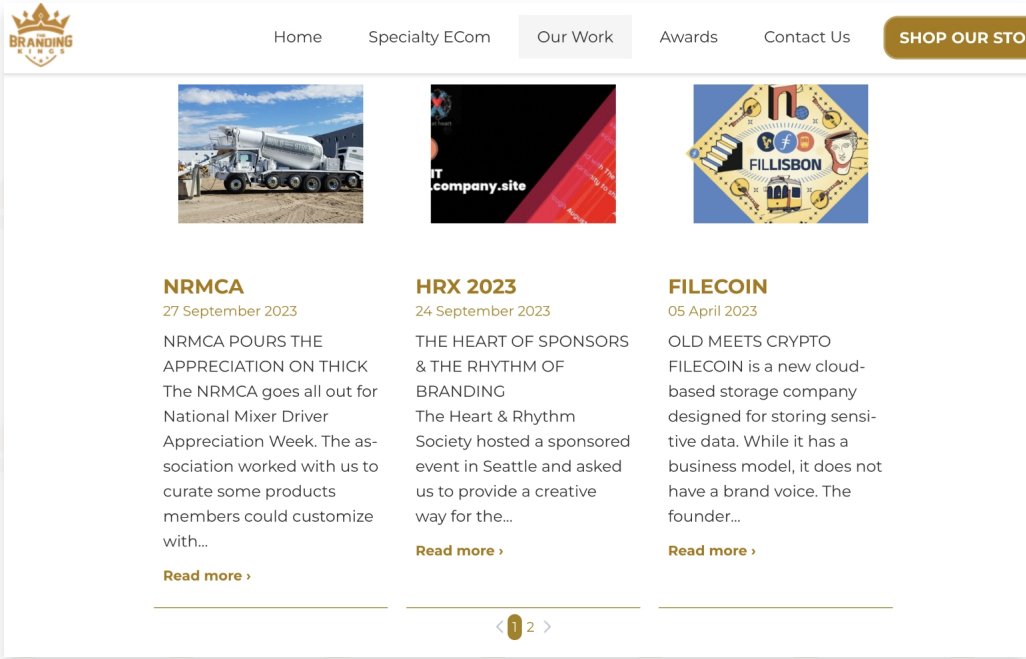 THE
BRANDING
KINGS
Home
Specialty ECom
Our Work
Awards
Contact Us
SHOP OUR STO
at heart
IT
.company.site
FILLISBON
NRMCA
27 September 2023
NRMCA POURS THE
APPRECIATION ON THICK
The NRMCA goes all out for
National Mixer Driver
Appreciation Week. The as-
sociation worked with us to
curate some products
members could customize
with...
Read more ›
HRX 2023
24 September 2023
THE HEART OF SPONSORS
& THE RHYTHM OF
BRANDING
The Heart & Rhythm
Society hosted a sponsored
event in Seattle and asked
us to provide a creative
way for the...
Read more ›
FILECOIN
05 April 2023
OLD MEETS CRYPTO
FILECOIN is a new cloud-
based storage company
designed for storing sensi-
tive data. While it has a
business model, it does not
have a brand voice. The
founder...
Read more ›
1 2